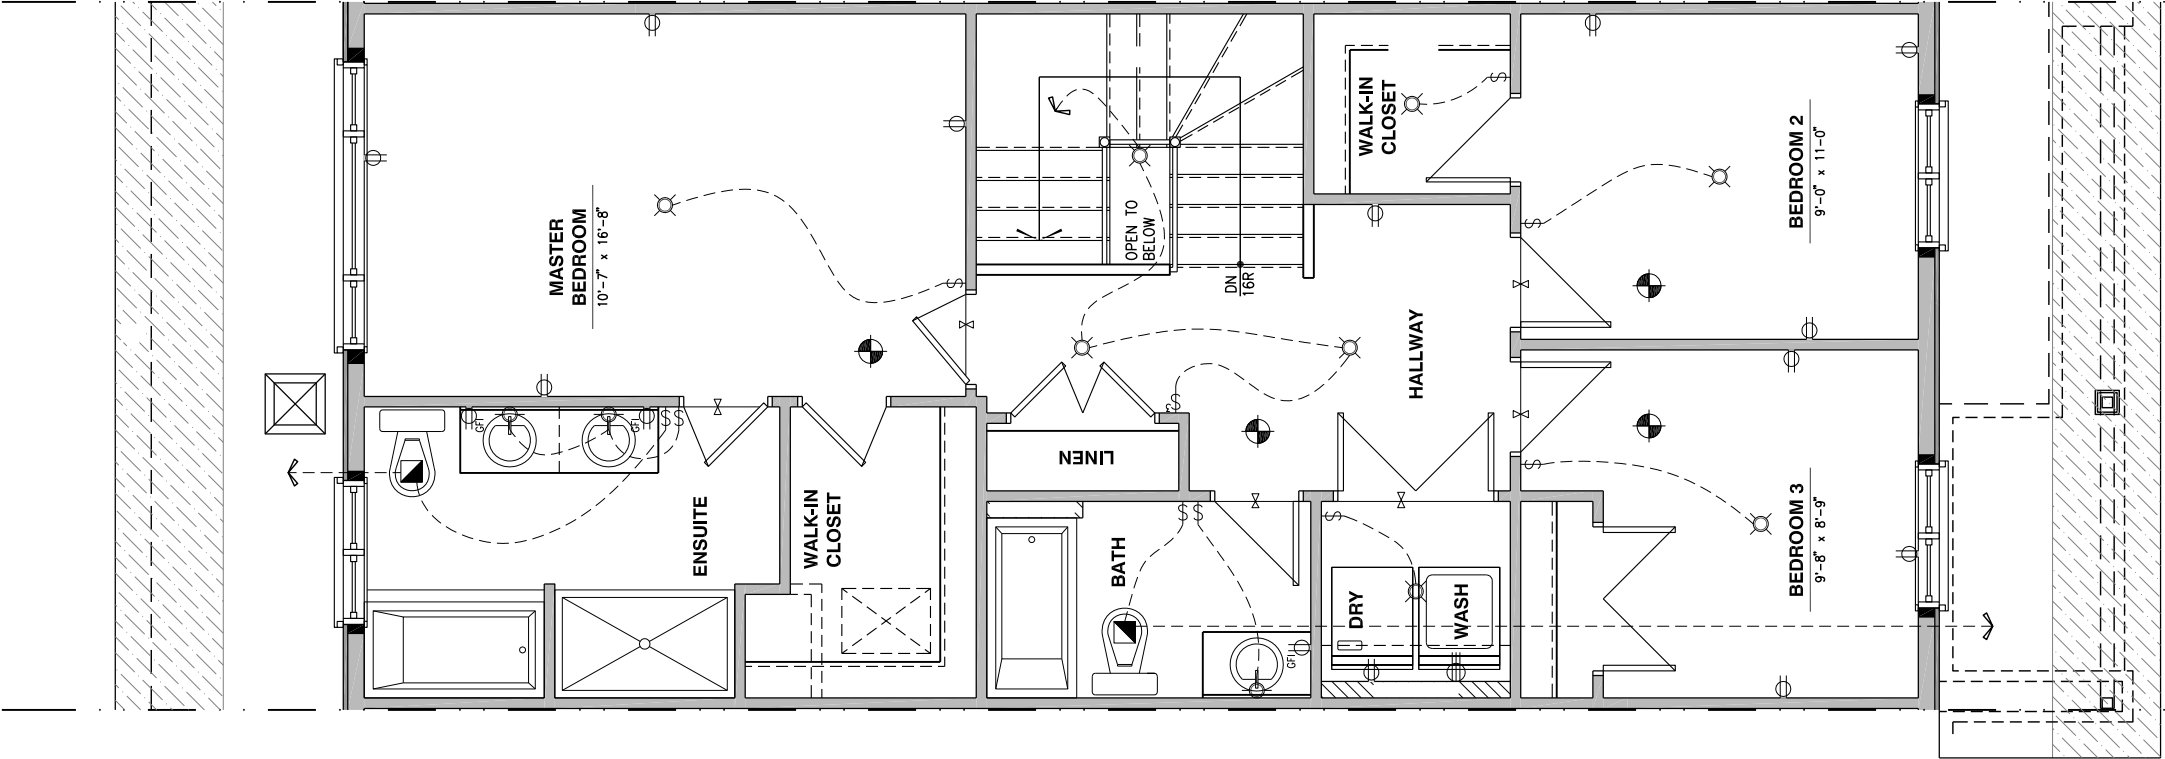 MASTER
BEDROOM
10'-7" x 16'-8"
OPEN TO
BELOW
DN
16R
WALK-IN
CLOSET
BEDROOM 2
9'-0" x 11'-0"
HALLWAY
LINEN
GFI
GFI
ENSUITE
WALK-IN
CLOSET
BATH
GFI
DRY
WASH
BEDROOM 3
9'-8" x 8'-9"